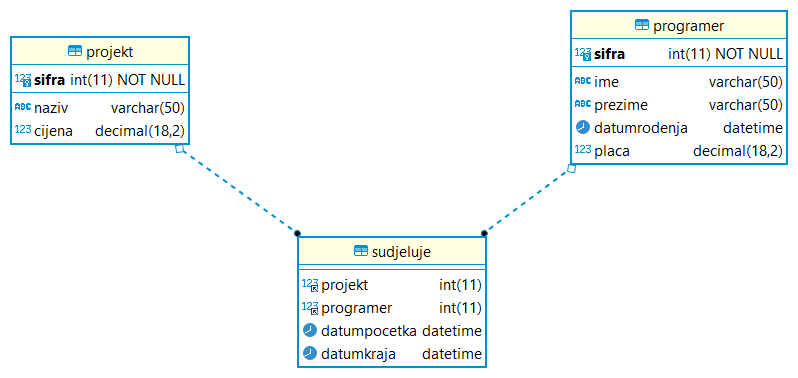 projekt
123 sifra int(11) NOT NULL
ABC naziv varchar(50)
123 cijena decimal(18,2)
programer
123 sifra int(11) NOT NULL
ABC ime varchar(50)
ABC prezime varchar(50)
datumrodenja datetime
123 placa decimal(18,2)
sudjeluje
123 projekt int(11)
123 programer int(11)
datumpocetka datetime
datumkraja datetime